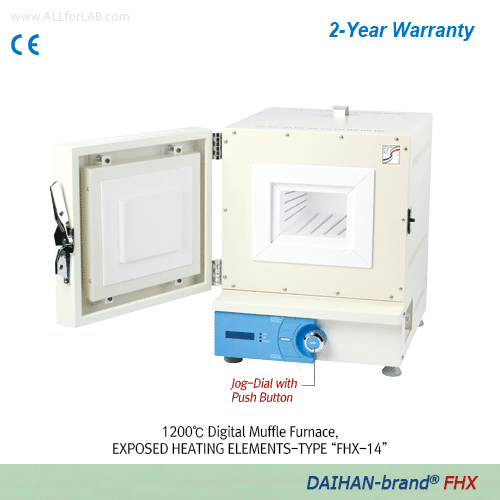 www.ALLforLAB.com
CE
2-Year Warranty
Jog-Dial with
Push Button
1200℃ Digital Muffle Furnace,
EXPOSED HEATING ELEMENTS-TYPE “FHX-14”
DAIHAN-brand® FHX